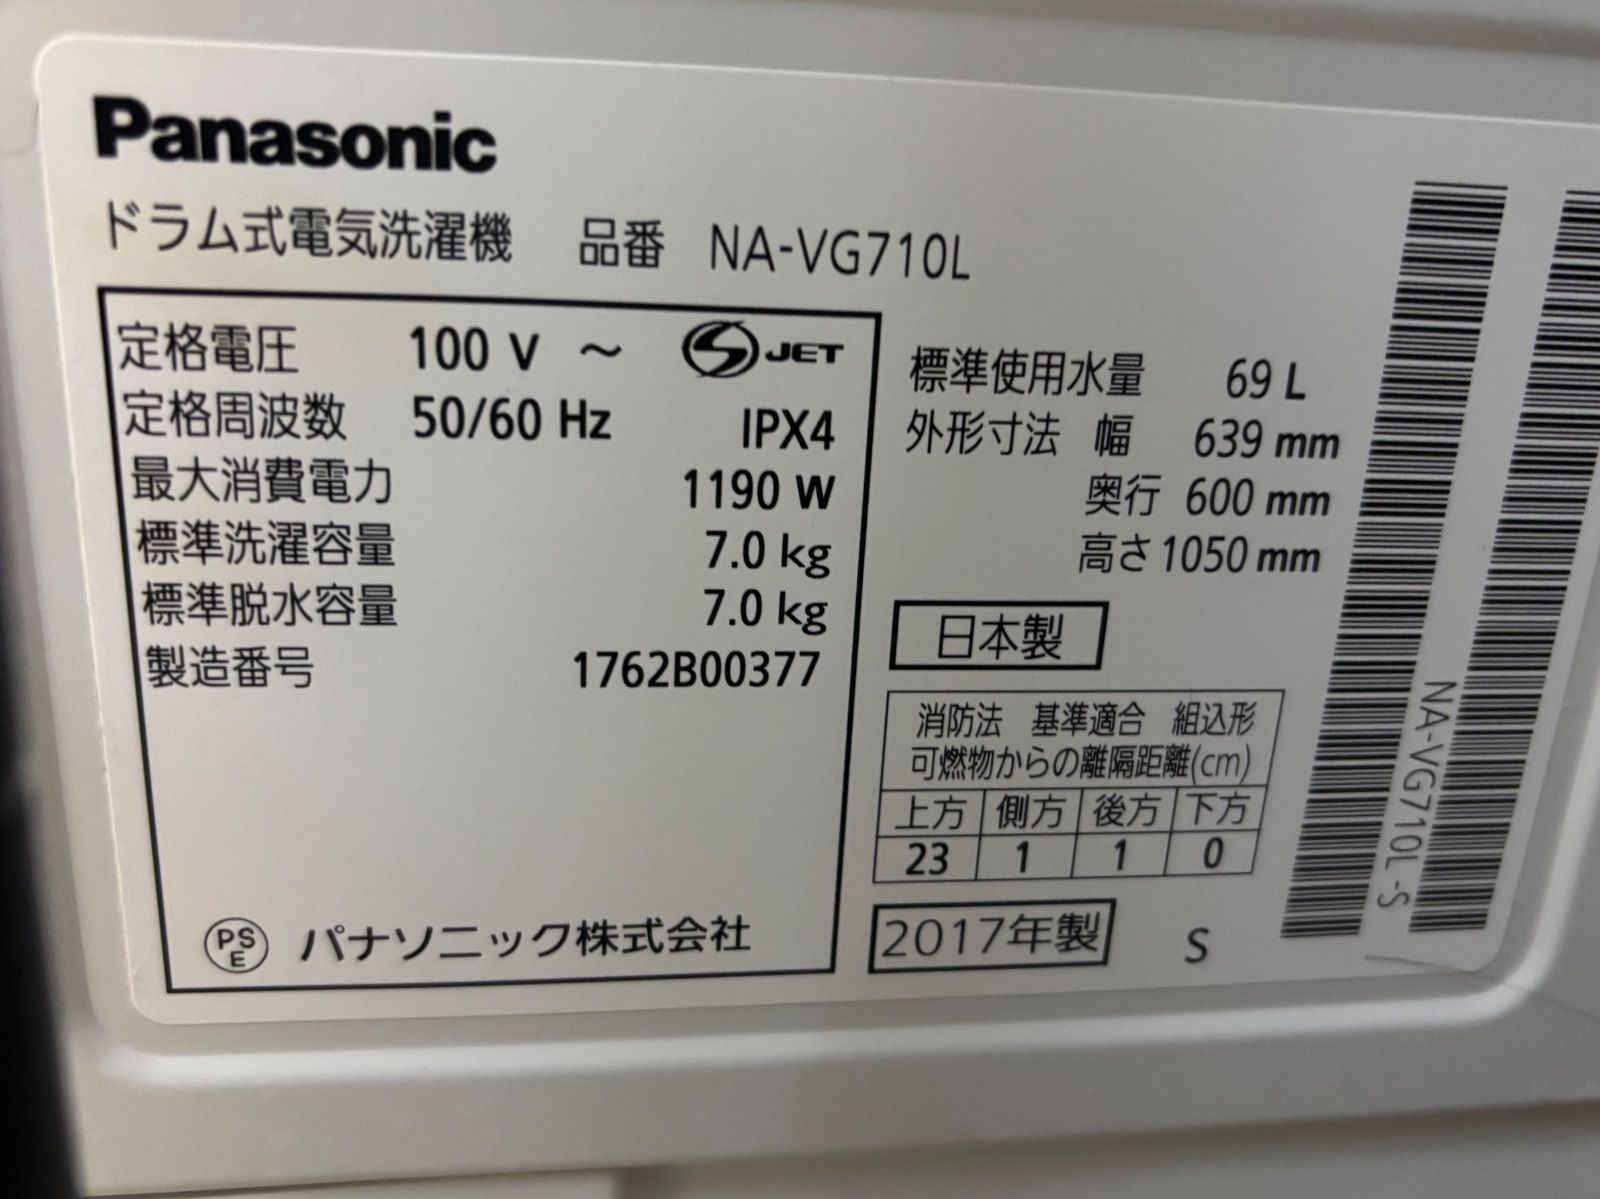 Panasonic
ドラム式電気洗濯機 品番 NA-VG710L
定格電圧 100 V ～ S JET
定格周波数 50/60 Hz IPX4
最大消費電力 1190 W
標準洗濯容量 7.0 kg
標準脱水容量 7.0 kg
製造番号 1762B00377
PS E パナソニック株式会社
標準使用水量 69 L
外形寸法 幅 639 mm
奥行 600 mm
高さ 1050 mm
日本製
消防法 基準適合 組込形
可燃物からの離隔距離(cm)
上方 側方 後方 下方
23 1 1 0
2017年製 S
NA-VG710L-S